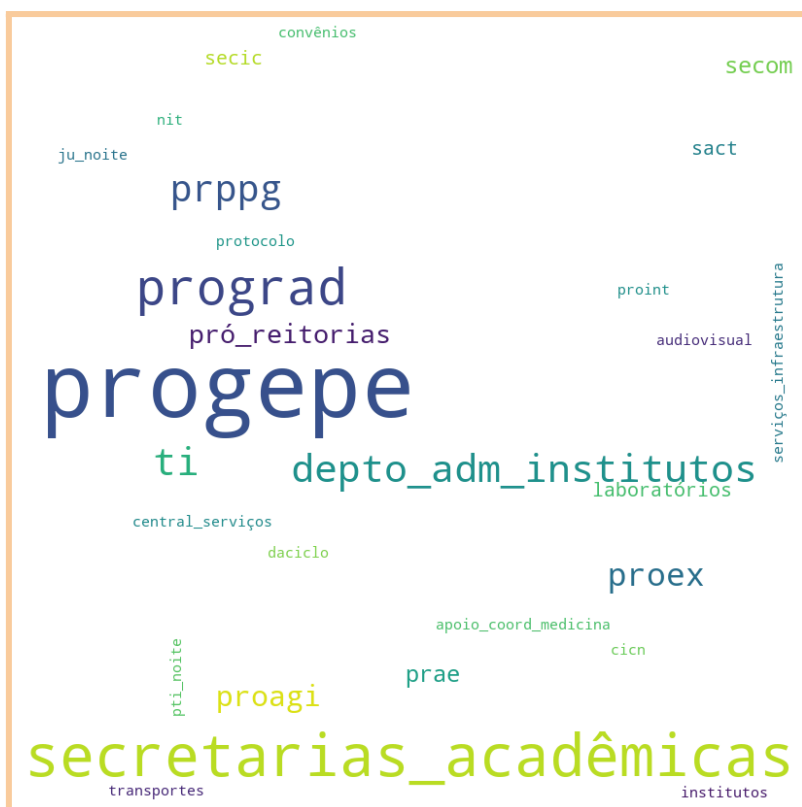 convênios
secic
secom
nit
ju_noite
sact
prppg
protocolo
prograd
proint
pró_reitorias
audiovisual
serviços_infraestrutura
progepe
ti
depto_adm_institutos
laboratórios
central_serviços
daciclo
proex
apoio_coord_medicina
cicn
pti_noite
prae
proagi
secretarias_acadêmicas
transportes
institutos